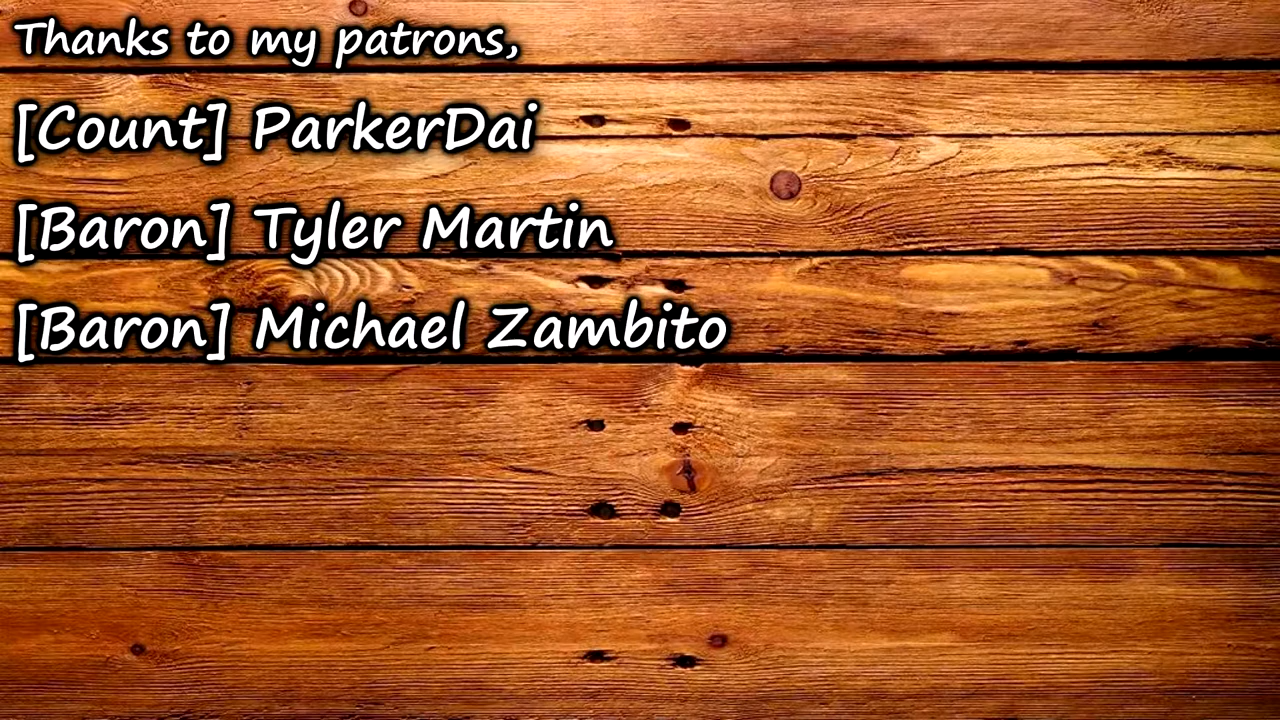 Thanks to my patrons,
[Count] ParkerDai
[Baron] Tyler Martin
[Baron] Michael Zambito